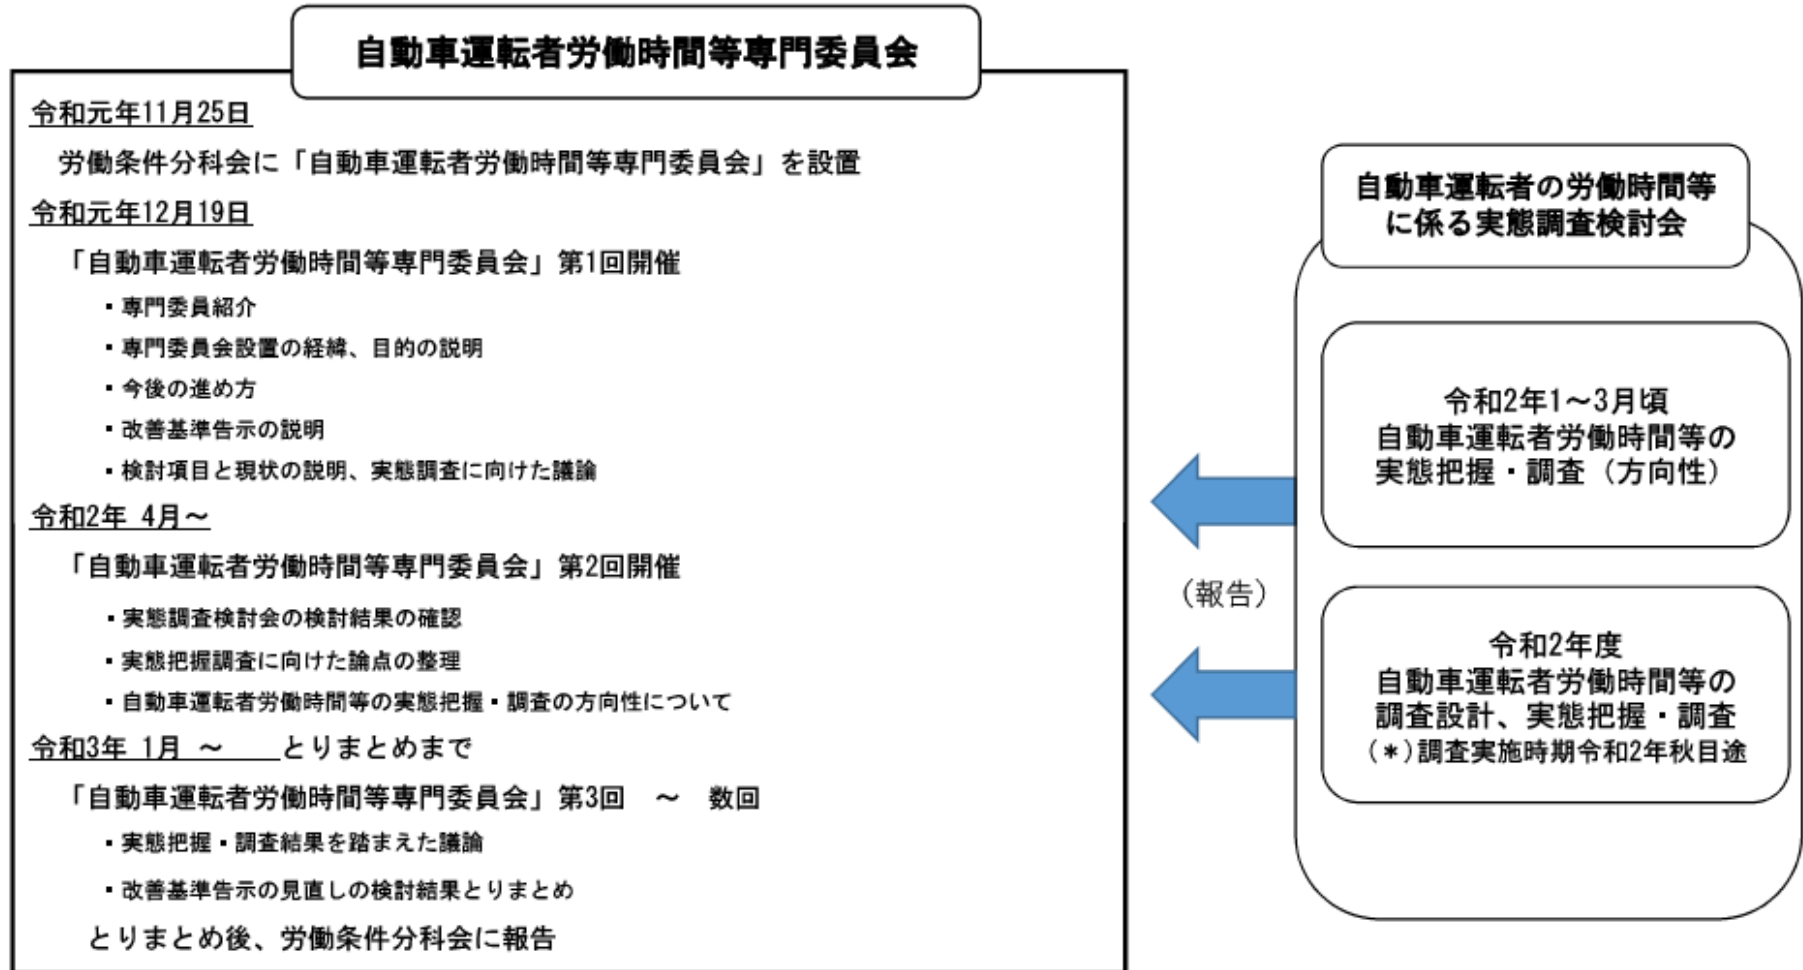 自動車運転者労働時間等専門委員会
令和元年11月25日
労働条件分科会に「自動車運転者労働時間等専門委員会」を設置
令和元年12月19日
「自動車運転者労働時間等専門委員会」第1回開催
・専門委員紹介
・専門委員会設置の経緯、目的の説明
・今後の進め方
・改善基準告示の説明
・検討項目と現状の説明、実態調査に向けた議論
令和2年 4月～
「自動車運転者労働時間等専門委員会」第2回開催
・実態調査検討会の検討結果の確認
・実態把握調査に向けた論点の整理
・自動車運転者労働時間等の実態把握・調査の方向性について
令和3年 1月 ～　　とりまとめまで
「自動車運転者労働時間等専門委員会」第3回　～　数回
・実態把握・調査結果を踏まえた議論
・改善基準告示の見直しの検討結果とりまとめ
とりまとめ後、労働条件分科会に報告
（報告）
自動車運転者の労働時間等
に係る実態調査検討会
令和2年1～3月頃
自動車運転者労働時間等の
実態把握・調査（方向性）
令和2年度
自動車運転者労働時間等の
調査設計、実態把握・調査
(*)調査実施時期令和2年秋目途